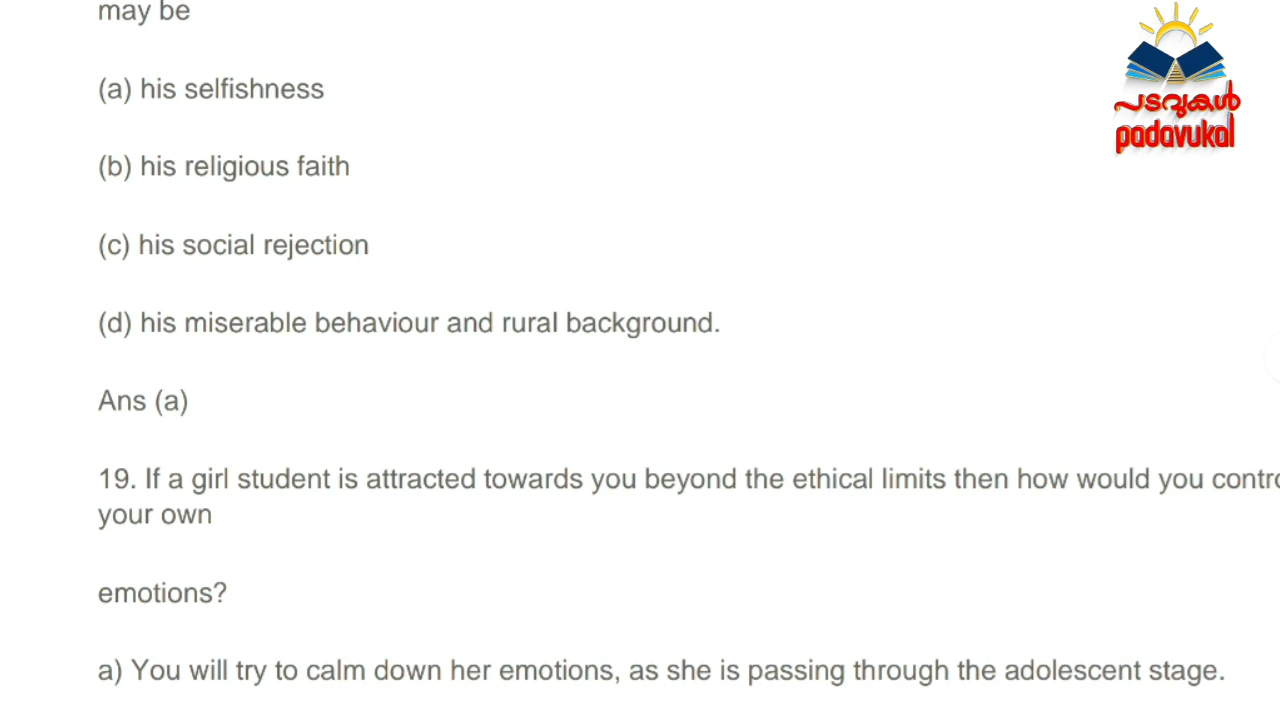 may be
പടവുകൾ
padavukal
(a) his selfishness
(b) his religious faith
(c) his social rejection
(d) his miserable behaviour and rural background.
Ans (a)
19. If a girl student is attracted towards you beyond the ethical limits then how would you contro
your own
emotions?
a) You will try to calm down her emotions, as she is passing through the adolescent stage.